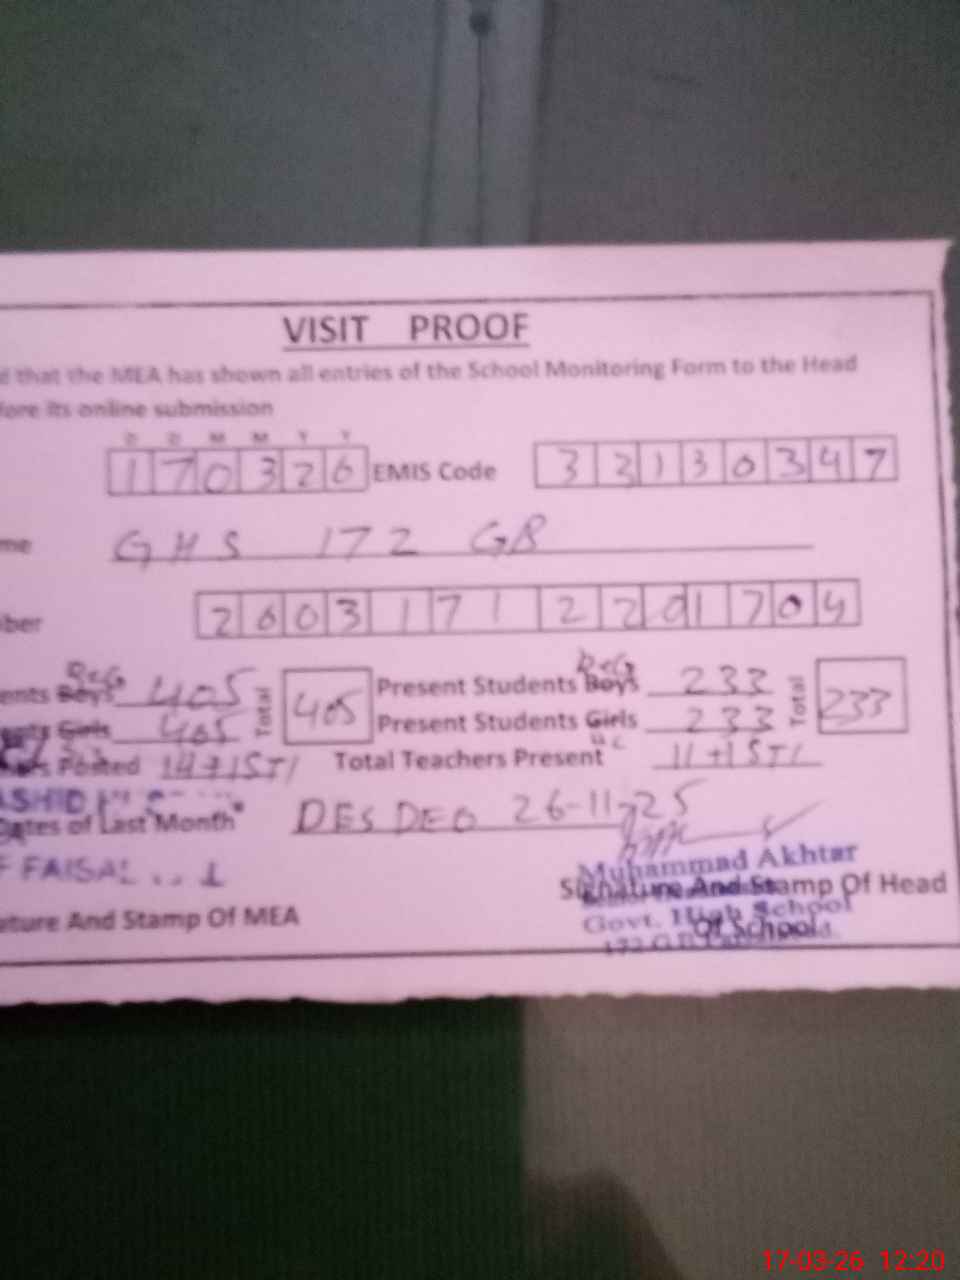 VISIT PROOF
that the MEA has shown all entries of the School Monitoring Form to the Head
fore its online submission
D D M M Y Y
170326 EMIS Code 33130347
me GHS 172 GB
ber 26031712201704
ents Boys Reg 405 Total 405 Present Students Boys Reg 233 Total 233
ents Girls 405 Present Students Girls 233
Posted 14+1STI Total Teachers Present 11+1STI
ASHID
Dates of Last Month DES DEO 26-11-25
F FAISAL
Muhammad Akhtar
Signature And Stamp Of Head
ature And Stamp Of MEA
Govt. High School
Of School
17-03-26 12:20